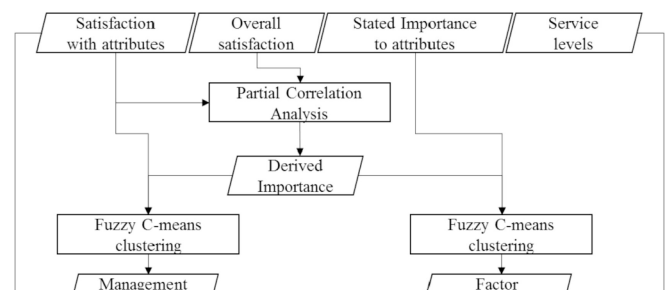 Satisfaction
with attributes
Overall
satisfaction
Stated Importance
to attributes
Service
levels
Partial Correlation
Analysis
Derived
Importance
Fuzzy C-means
clustering
Fuzzy C-means
clustering
Management
Factor